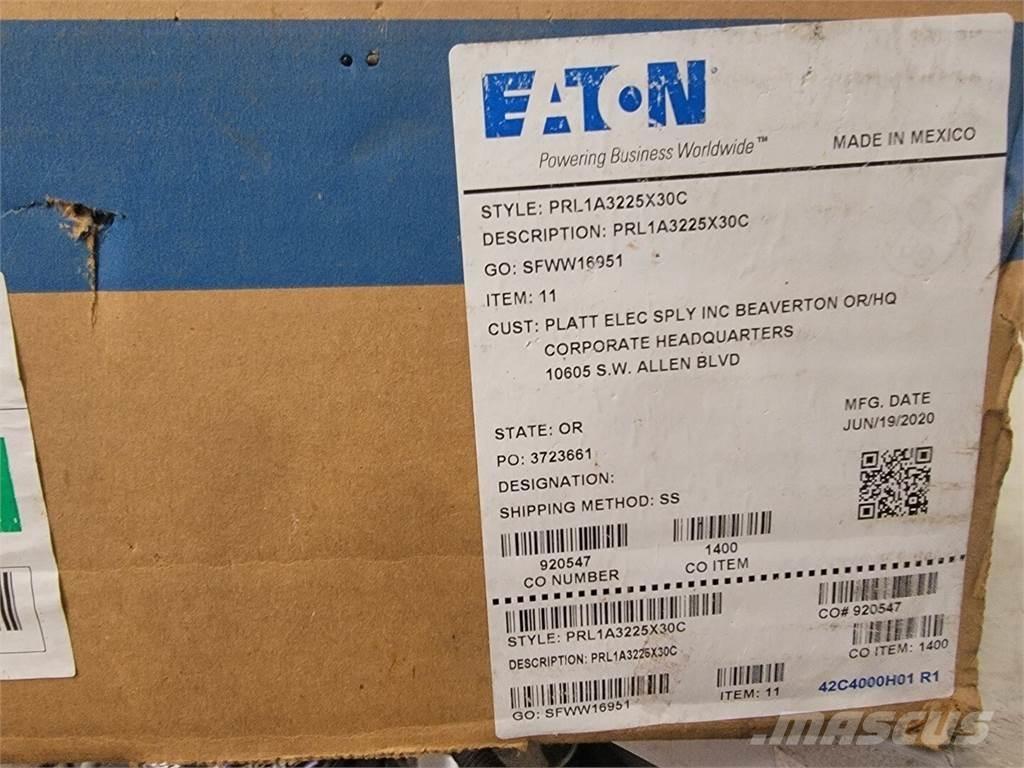 EATON
Powering Business Worldwide™
MADE IN MEXICO
STYLE: PRL1A3225X30C
DESCRIPTION: PRL1A3225X30C
GO: SFWW16951
ITEM: 11
CUST: PLATT ELEC SPLY INC BEAVERTON OR/HQ
CORPORATE HEADQUARTERS
10605 S.W. ALLEN BLVD
MFG. DATE
JUN/19/2020
STATE: OR
PO: 3723661
DESIGNATION:
SHIPPING METHOD: SS
920547
CO NUMBER
1400
CO ITEM
STYLE: PRL1A3225X30C
CO# 920547
DESCRIPTION: PRL1A3225X30C
CO ITEM: 1400
GO: SFWW16951
ITEM: 11
42C4000H01 R1
MASCUS